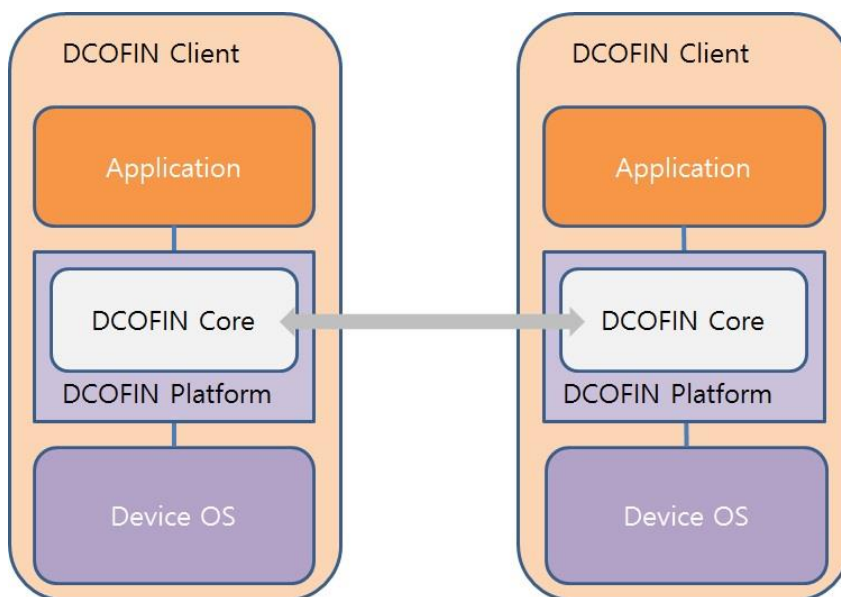 DCOFIN Client
Application
DCOFIN Core
DCOFIN Platform
Device OS
DCOFIN Client
Application
DCOFIN Core
DCOFIN Platform
Device OS